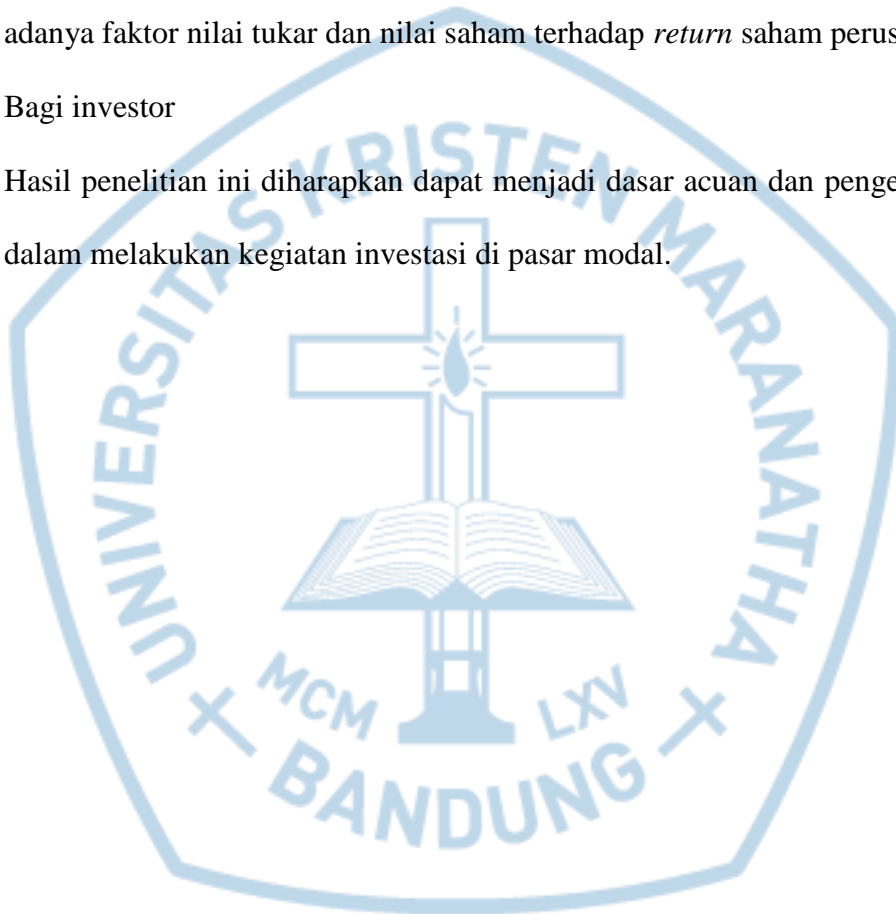 adanya faktor nilai tukar dan nilai saham terhadap return saham perus
Bagi investor
Hasil penelitian ini diharapkan dapat menjadi dasar acuan dan penge
dalam melakukan kegiatan investasi di pasar modal.
UNIVERSITAS KRISTEN MARANATHA
MCM LXV
BANDUNG